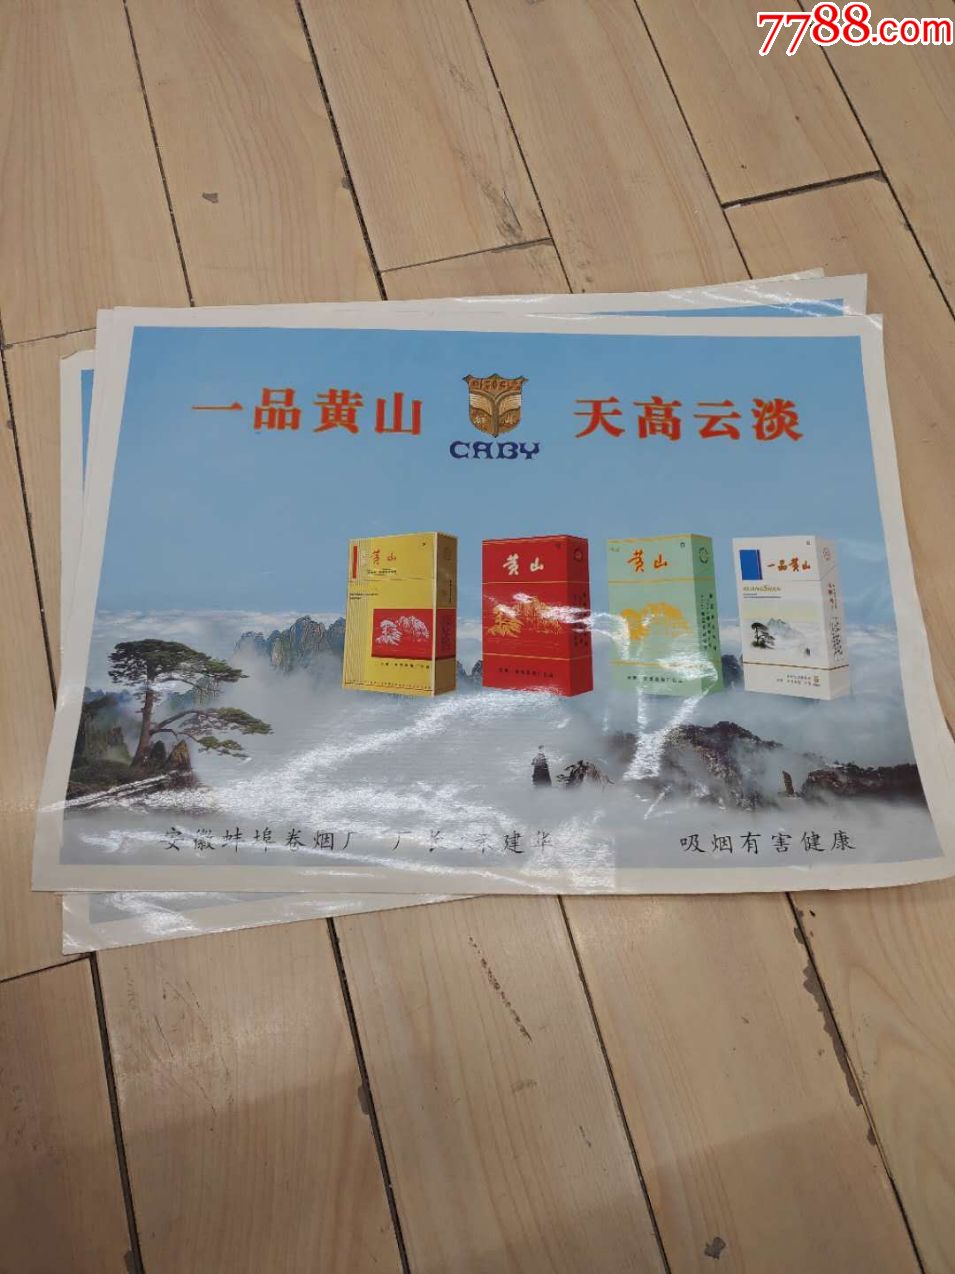 7788.com
一品黄山 天高云淡
CABY
黄山
黄山
黄山
一品黄山
HUANGSHAN
安徽蚌埠卷烟厂 厂长:
建华
吸烟有害健康